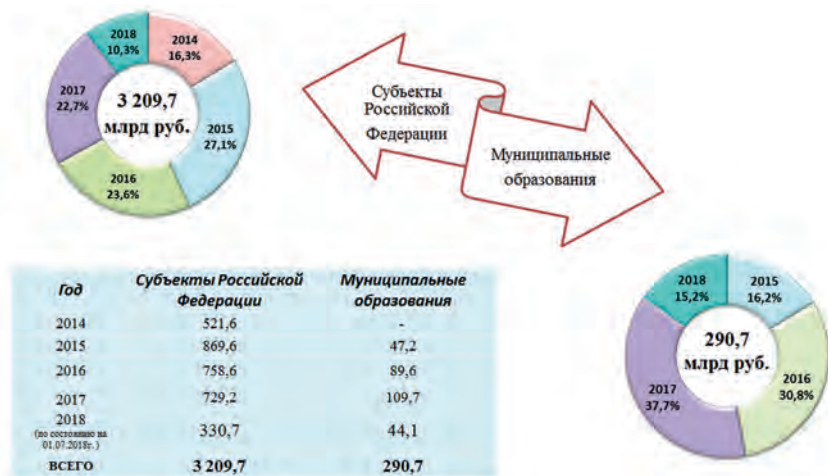 2018
10,3%
2014
16,3%
2017
22,7%
3 209,7
млрд руб.
2015
27,1%
2016
23,6%
Субъекты
Российской
Федерации
Муниципальные
образования
Год Субъекты Российской Федерации Муниципальные образования
2014 521,6 -
2015 869,6 47,2
2016 758,6 89,6
2017 729,2 109,7
2018
(по состоянию на
01.07.2018г.)
330,7 44,1
ВСЕГО 3 209,7 290,7
2018
15,2%
2015
16,2%
290,7
млрд руб.
2017
37,7%
2016
30,8%